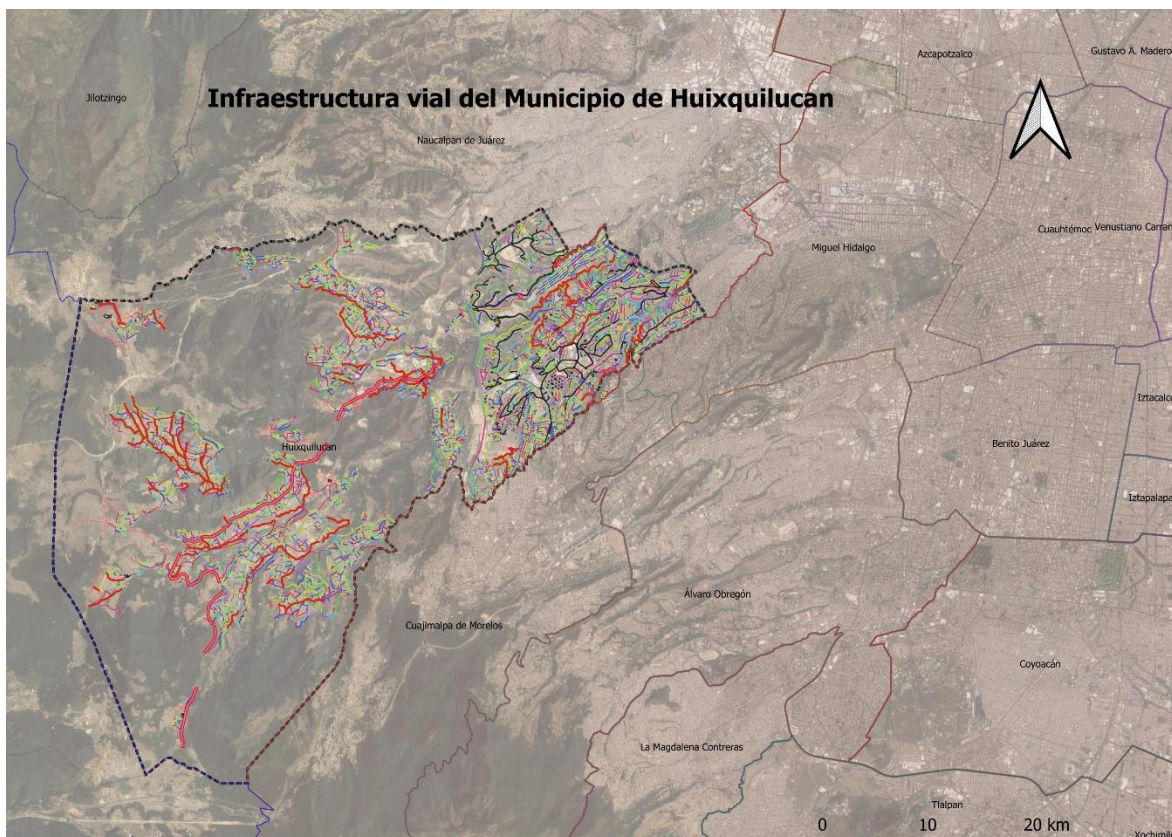 Azcapotzalco
Gustavo A. Madero
Jilotzingo
Infraestructura vial del Municipio de Huixquilucan
Naucalpan de Juárez
Cuauhtémoc
Venustiano Carran
Miguel Hidalgo
Iztacalco
Benito Juárez
Huixquilucan
Iztapalapa
Álvaro Obregón
Cuajimalpa de Morelos
Coyoacán
La Magdalena Contreras
Tlalpan
0 10 20 km
Xochimil